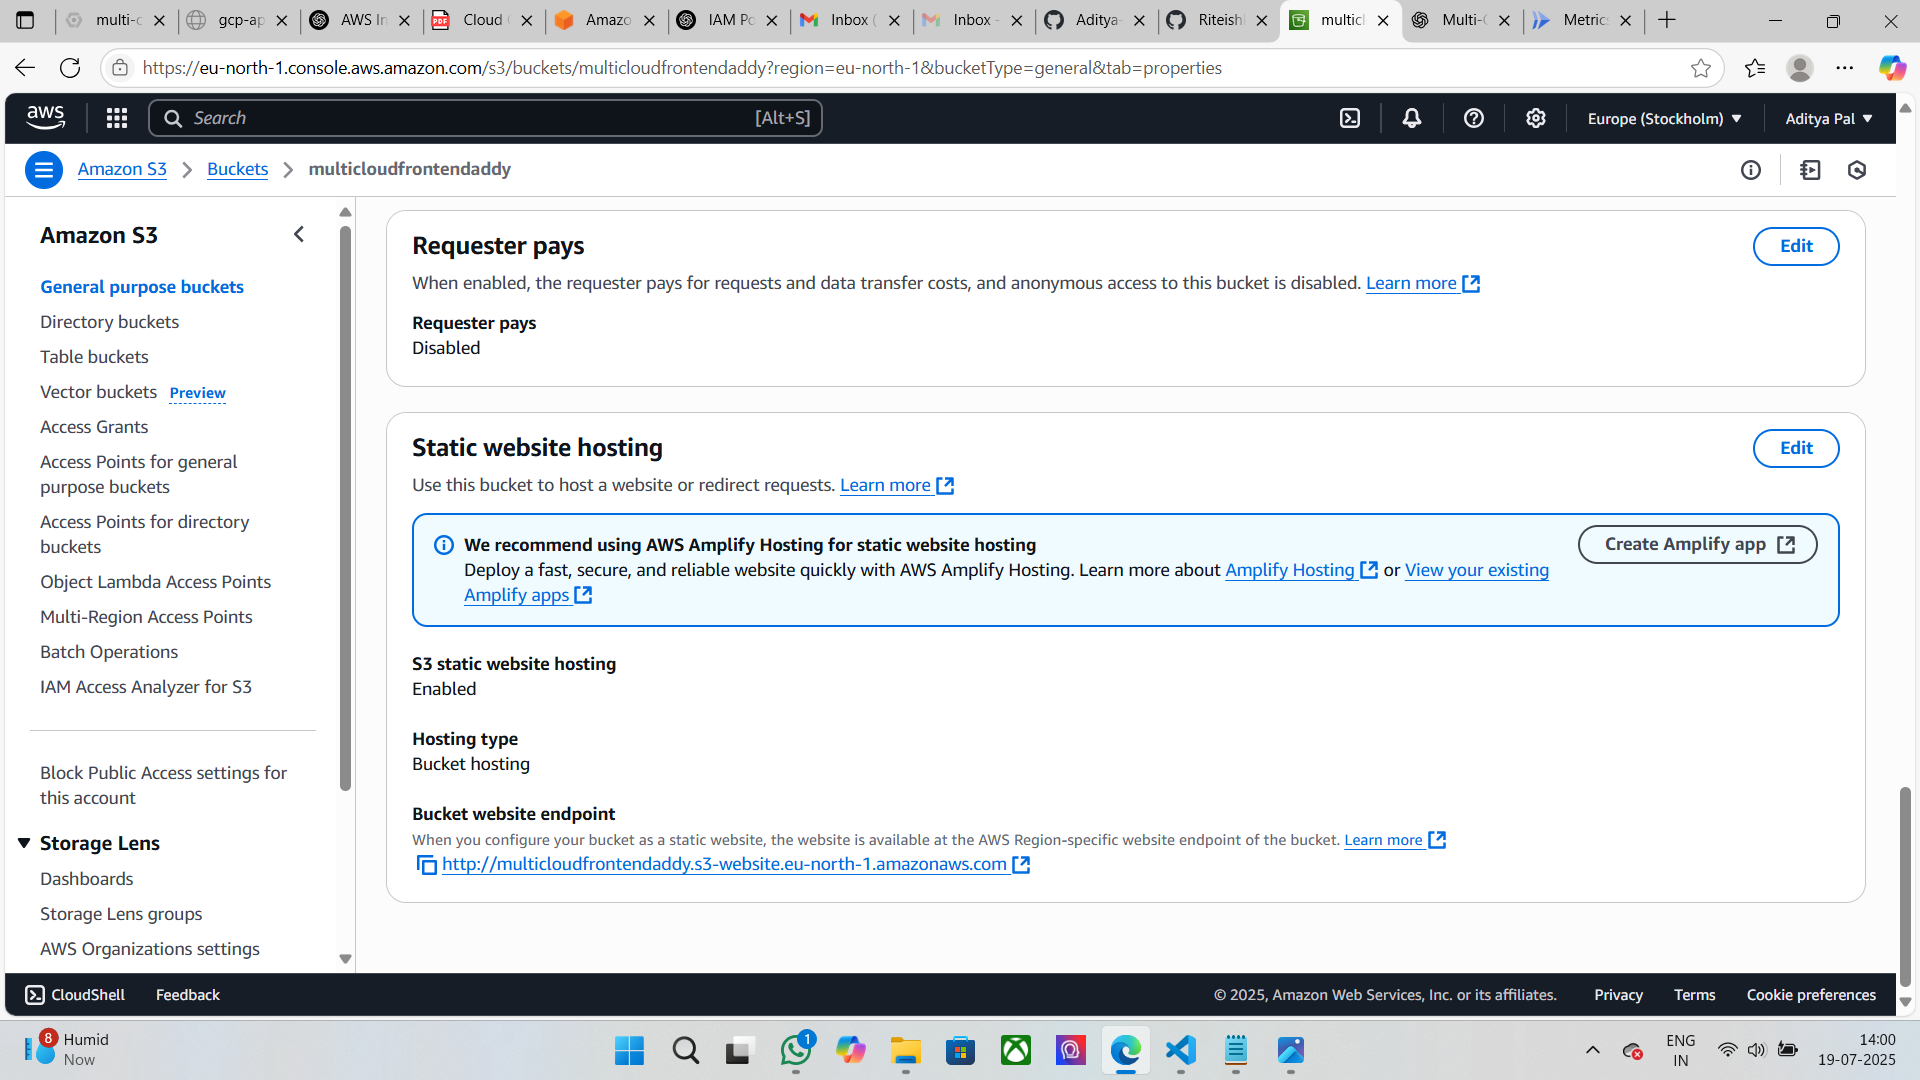 multi-c
gcp-ap
AWS In
Cloud
Amazo
IAM Po
Inbox (
Inbox -
Aditya-
Riteish
multicl
Multi-
Metric
https://eu-north-1.console.aws.amazon.com/s3/buckets/multicloudfrontendaddy?region=eu-north-1&bucketType=general&tab=properties
aws
Search
[Alt+S]
Europe (Stockholm)
Aditya Pal
Amazon S3
Buckets
multicloudfrontendaddy
Amazon S3
General purpose buckets
Directory buckets
Table buckets
Vector buckets Preview
Access Grants
Access Points for general
purpose buckets
Access Points for directory
buckets
Object Lambda Access Points
Multi-Region Access Points
Batch Operations
IAM Access Analyzer for S3
Block Public Access settings for
this account
Storage Lens
Dashboards
Storage Lens groups
AWS Organizations settings
Requester pays
Edit
When enabled, the requester pays for requests and data transfer costs, and anonymous access to this bucket is disabled. Learn more
Requester pays
Disabled
Static website hosting
Edit
Use this bucket to host a website or redirect requests. Learn more
We recommend using AWS Amplify Hosting for static website hosting
Create Amplify app
Deploy a fast, secure, and reliable website quickly with AWS Amplify Hosting. Learn more about Amplify Hosting or View your existing
Amplify apps
S3 static website hosting
Enabled
Hosting type
Bucket hosting
Bucket website endpoint
When you configure your bucket as a static website, the website is available at the AWS Region-specific website endpoint of the bucket. Learn more
http://multicloudfrontendaddy.s3-website.eu-north-1.amazonaws.com
CloudShell
Feedback
© 2025, Amazon Web Services, Inc. or its affiliates.
Privacy
Terms
Cookie preferences
8
Humid
Now
1
ENG
IN
14:00
19-07-2025